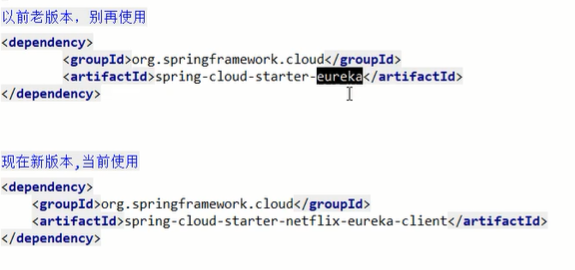 以前老版本，别再使用
<dependency>
<groupId>org.springframework.cloud</groupId>
<artifactId>spring-cloud-starter-eureka</artifactId>
</dependency>
现在新版本,当前使用
<dependency>
<groupId>org.springframework.cloud</groupId>
<artifactId>spring-cloud-starter-netflix-eureka-client</artifactId>
</dependency>